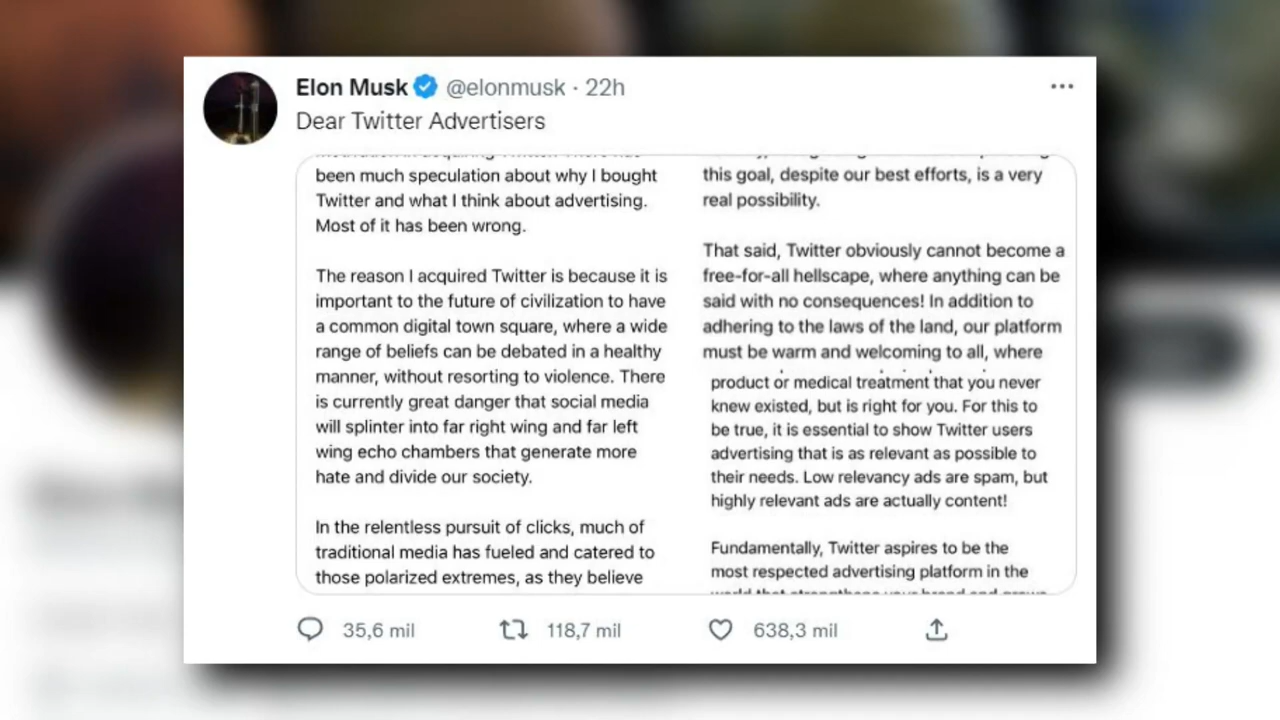 Elon Musk @elonmusk · 22h
Dear Twitter Advertisers
been much speculation about why I bought
Twitter and what I think about advertising.
Most of it has been wrong.
The reason I acquired Twitter is because it is
important to the future of civilization to have
a common digital town square, where a wide
range of beliefs can be debated in a healthy
manner, without resorting to violence. There
is currently great danger that social media
will splinter into far right wing and far left
wing echo chambers that generate more
hate and divide our society.
In the relentless pursuit of clicks, much of
traditional media has fueled and catered to
those polarized extremes, as they believe
this goal, despite our best efforts, is a very
real possibility.
That said, Twitter obviously cannot become a
free-for-all hellscape, where anything can be
said with no consequences! In addition to
adhering to the laws of the land, our platform
must be warm and welcoming to all, where
product or medical treatment that you never
knew existed, but is right for you. For this to
be true, it is essential to show Twitter users
advertising that is as relevant as possible to
their needs. Low relevancy ads are spam, but
highly relevant ads are actually content!
Fundamentally, Twitter aspires to be the
most respected advertising platform in the
35,6 mil 118,7 mil 638,3 mil